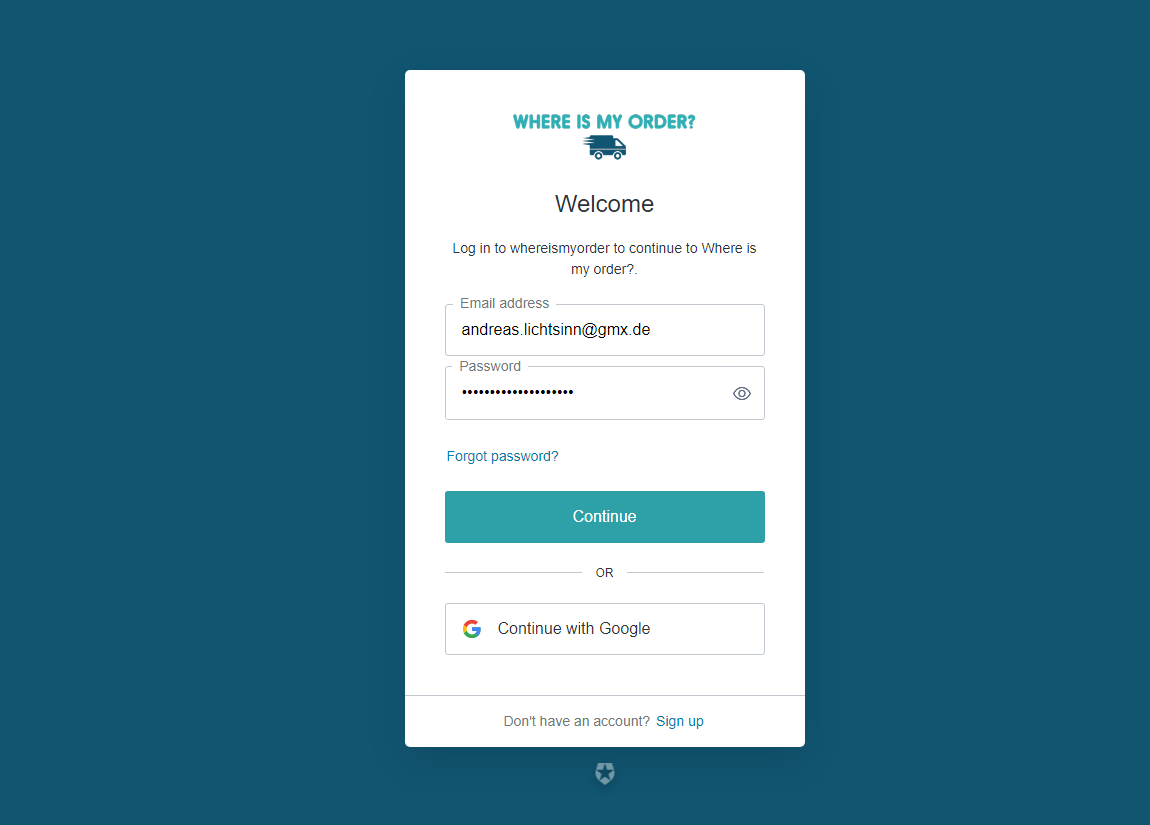 WHERE IS MY ORDER?
Welcome
Log in to whereismyorder to continue to Where is
my order?.
Email address
andreas.lichtsinn@gmx.de
Password
••••••••••••••••••••
Forgot password?
Continue
OR
Continue with Google
Don't have an account? Sign up